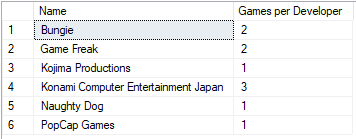 Name Games per Developer
1 Bungie 2
2 Game Freak 2
3 Kojima Productions 1
4 Konami Computer Entertainment Japan 3
5 Naughty Dog 1
6 PopCap Games 1